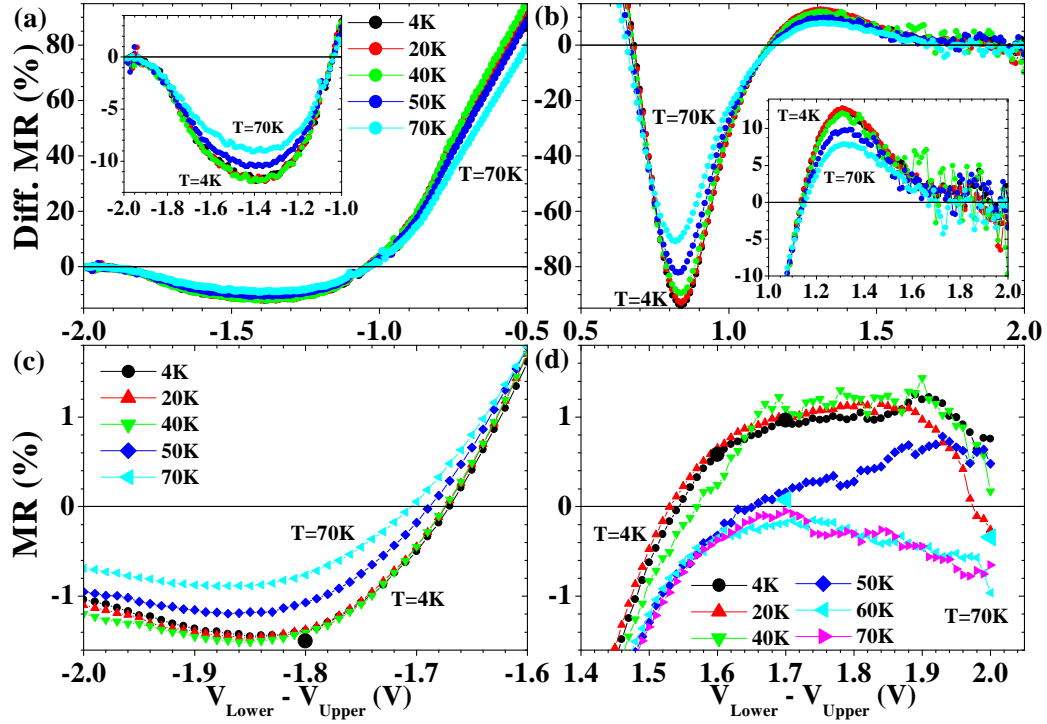 (a)
(b)
Diff. MR (%)
80
60
40
20
0
0
-5
-10
-2.0 -1.8 -1.6 -1.4 -1.2 -1.0
T=70K
T=4K
4K
20K
40K
50K
70K
T=70K
-2.0 -1.5 -1.0 -0.5
0
-20
-40
-60
-80
T=70K
T=4K
10
5
0
-5
-10
T=4K
T=70K
1.0 1.2 1.4 1.6 1.8 2.0
0.5 1.0 1.5 2.0
(c)
(d)
MR (%)
1
0
-1
4K
20K
40K
50K
70K
T=70K
T=4K
-2.0 -1.9 -1.8 -1.7 -1.6
V Lower - V Upper (V)
1
0
-1
T=4K
4K
20K
40K
50K
60K
70K
T=70K
1.4 1.5 1.6 1.7 1.8 1.9 2.0
V Lower - V Upper (V)